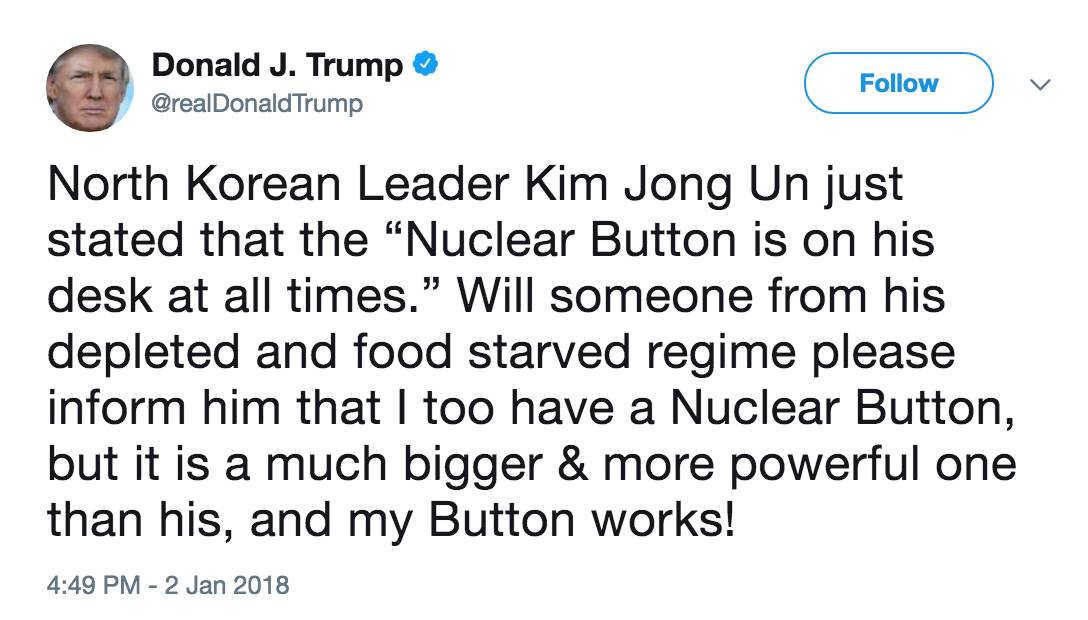 Donald J. Trump
@realDonaldTrump
Follow
North Korean Leader Kim Jong Un just
stated that the “Nuclear Button is on his
desk at all times.” Will someone from his
depleted and food starved regime please
inform him that I too have a Nuclear Button,
but it is a much bigger & more powerful one
than his, and my Button works!
4:49 PM - 2 Jan 2018